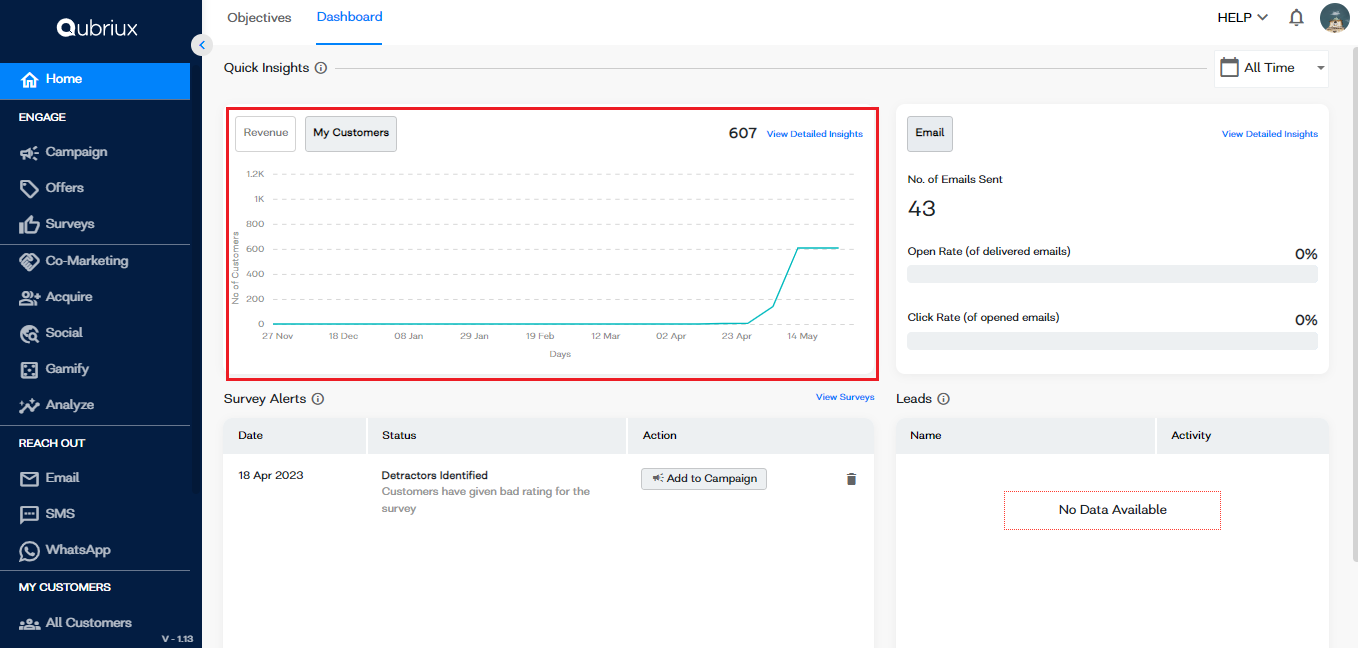 Qubriux
Home
ENGAGE
Campaign
Offers
Surveys
Co-Marketing
Acquire
Social
Gamify
Analyze
REACH OUT
Email
SMS
WhatsApp
MY CUSTOMERS
All Customers
V - 1.13
Objectives Dashboard
HELP
Quick Insights
All Time
Revenue My Customers 607 View Detailed Insights
No of Customers
1.2K
1K
800
600
400
200
0
27 Nov 18 Dec 08 Jan 29 Jan 19 Feb 12 Mar 02 Apr 23 Apr 14 May
Days
Email View Detailed Insights
No. of Emails Sent
43
Open Rate (of delivered emails) 0%
Click Rate (of opened emails) 0%
Survey Alerts View Surveys
Date Status Action
18 Apr 2023 Detractors Identified Add to Campaign
Customers have given bad rating for the
survey
Leads
Name Activity
No Data Available